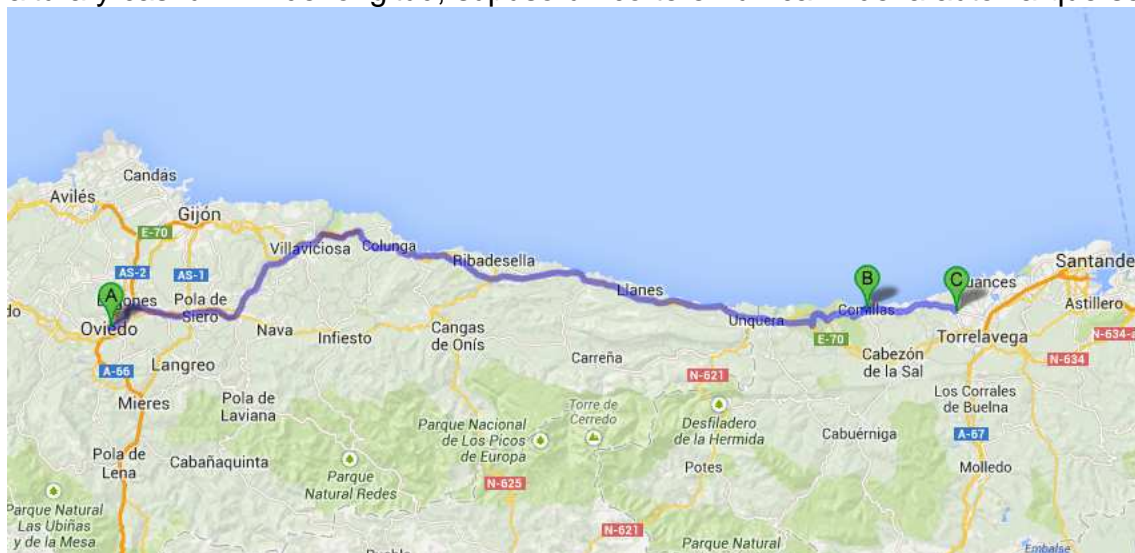 Candás
Avilés
Gijón
E-70
Villaviciosa
Colunga
Ribadesella
AS-2
AS-1
A
Pola de
Siero
Oviedo
Nava
Infiesto
Llanes
Unquera
B
Comillas
C
Santande
Astillero
E-70
N-634
Torrelavega
Cabezón
de la Sal
Cangas
de Onís
Carreña
Langreo
A-66
Mieres
Pola de
Laviana
N-621
Los Corrales
de Buelna
Parque Nacional
de Los Picos
de Europa
Torre de
Cerredo
Desfiladero
de la Hermida
Cabuérniga
A-67
Pola de
Lena
Cabañaquinta
Parque
Natural Redes
Potes
Molledo
N-625
Parque Natural
Las Ubiñas
y de la Mesa
N-621
Parque Natural
Embalse